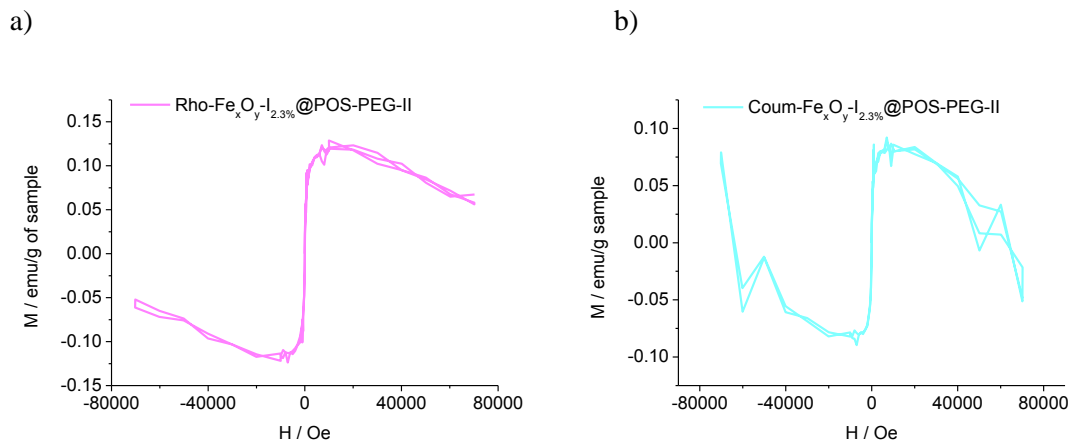 a)
b)
Rho-FexOy-I2.3%@POS-PEG-II
0.15
0.10
0.05
0.00
-0.05
-0.10
-0.15
M / emu/g of sample
-80000
-40000
0
40000
80000
H / Oe
Coum-FexOy-I2.3%@POS-PEG-II
0.10
0.05
0.00
-0.05
-0.10
M / emu/g sample
-80000
-40000
0
40000
80000
H / Oe